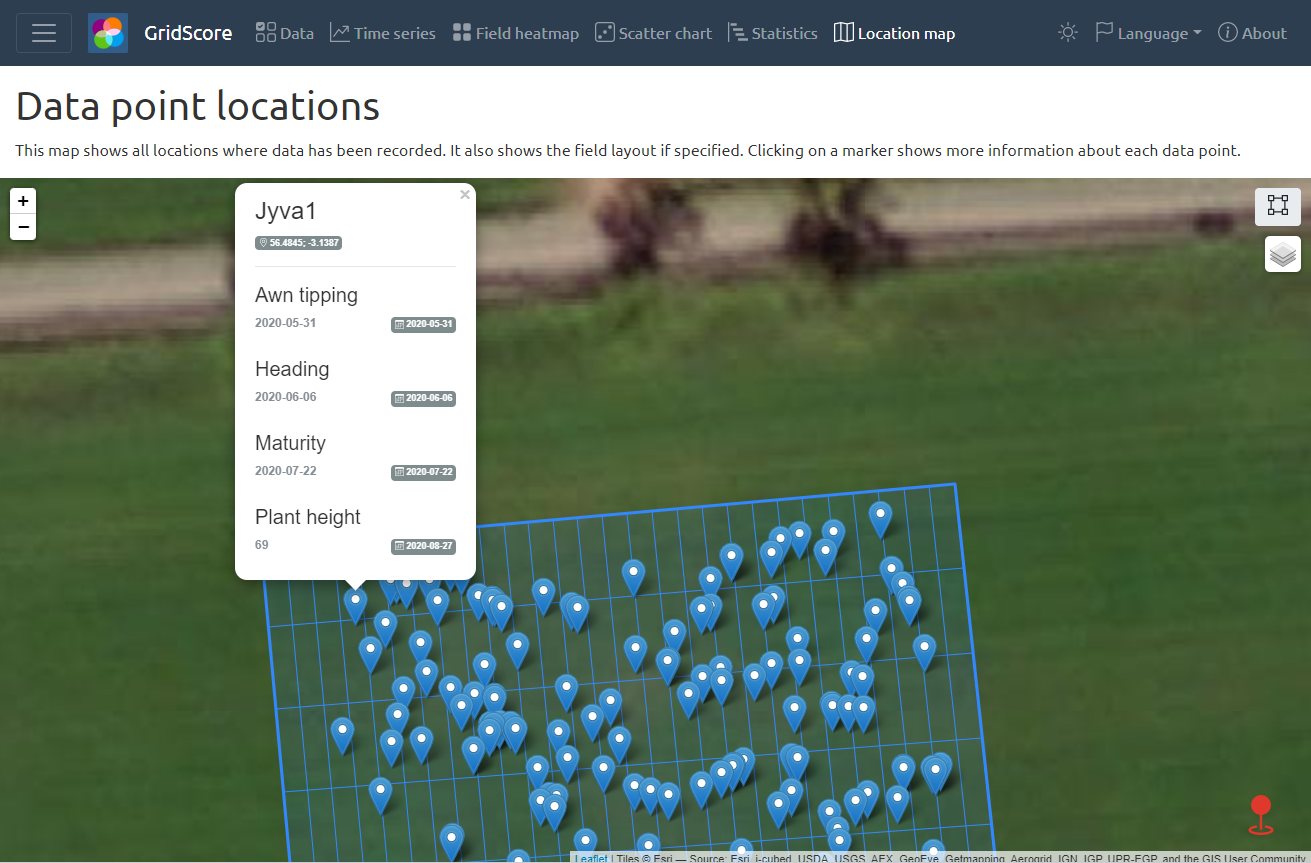 GridScore Data Time series Field heatmap Scatter chart Statistics Location map Language About
Data point locations
This map shows all locations where data has been recorded. It also shows the field layout if specified. Clicking on a marker shows more information about each data point.
+
−
×
Jyva1
56.4845; -3.1387
Awn tipping
2020-05-31 2020-05-31
Heading
2020-06-06 2020-06-06
Maturity
2020-07-22 2020-07-22
Plant height
69 2020-08-27
Leaflet | Tiles © Esri — Source: Esri, i-cubed, USDA, USGS, AEX, GeoEye, Getmapping, Aerogrid, IGN, IGP, UPR-EGP, and the GIS User Community